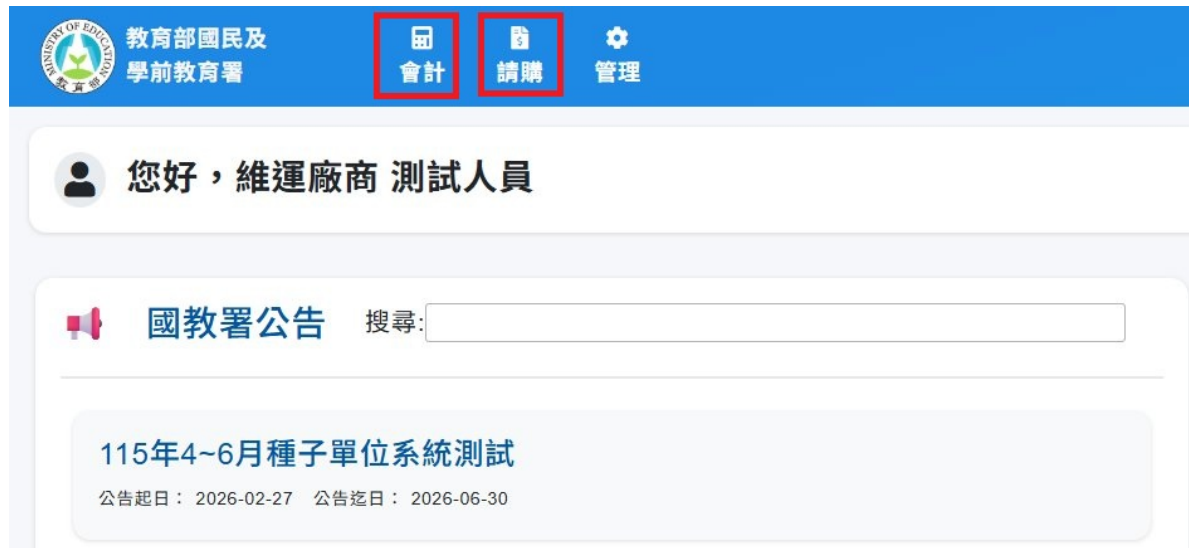 MINISTRY OF EDUCATION
教育部
教育部國民及
學前教育署
會計
請購
管理
您好，維運廠商 測試人員
國教署公告 搜尋:
115年4~6月種子單位系統測試
公告起日： 2026-02-27 公告迄日： 2026-06-30